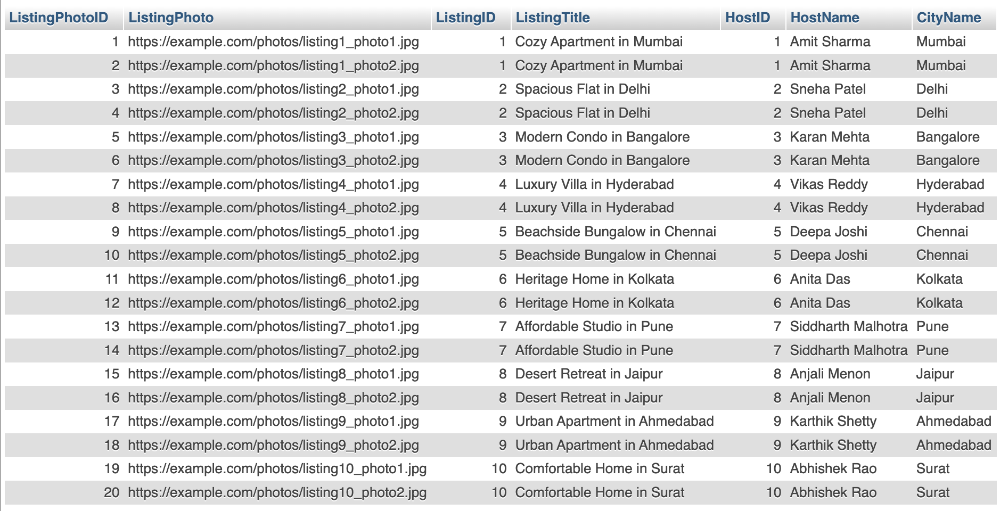 ListingPhotoID ListingPhoto ListingID ListingTitle HostID HostName CityName
1 https://example.com/photos/listing1_photo1.jpg 1 Cozy Apartment in Mumbai 1 Amit Sharma Mumbai
2 https://example.com/photos/listing1_photo2.jpg 1 Cozy Apartment in Mumbai 1 Amit Sharma Mumbai
3 https://example.com/photos/listing2_photo1.jpg 2 Spacious Flat in Delhi 2 Sneha Patel Delhi
4 https://example.com/photos/listing2_photo2.jpg 2 Spacious Flat in Delhi 2 Sneha Patel Delhi
5 https://example.com/photos/listing3_photo1.jpg 3 Modern Condo in Bangalore 3 Karan Mehta Bangalore
6 https://example.com/photos/listing3_photo2.jpg 3 Modern Condo in Bangalore 3 Karan Mehta Bangalore
7 https://example.com/photos/listing4_photo1.jpg 4 Luxury Villa in Hyderabad 4 Vikas Reddy Hyderabad
8 https://example.com/photos/listing4_photo2.jpg 4 Luxury Villa in Hyderabad 4 Vikas Reddy Hyderabad
9 https://example.com/photos/listing5_photo1.jpg 5 Beachside Bungalow in Chennai 5 Deepa Joshi Chennai
10 https://example.com/photos/listing5_photo2.jpg 5 Beachside Bungalow in Chennai 5 Deepa Joshi Chennai
11 https://example.com/photos/listing6_photo1.jpg 6 Heritage Home in Kolkata 6 Anita Das Kolkata
12 https://example.com/photos/listing6_photo2.jpg 6 Heritage Home in Kolkata 6 Anita Das Kolkata
13 https://example.com/photos/listing7_photo1.jpg 7 Affordable Studio in Pune 7 Siddharth Malhotra Pune
14 https://example.com/photos/listing7_photo2.jpg 7 Affordable Studio in Pune 7 Siddharth Malhotra Pune
15 https://example.com/photos/listing8_photo1.jpg 8 Desert Retreat in Jaipur 8 Anjali Menon Jaipur
16 https://example.com/photos/listing8_photo2.jpg 8 Desert Retreat in Jaipur 8 Anjali Menon Jaipur
17 https://example.com/photos/listing9_photo1.jpg 9 Urban Apartment in Ahmedabad 9 Karthik Shetty Ahmedabad
18 https://example.com/photos/listing9_photo2.jpg 9 Urban Apartment in Ahmedabad 9 Karthik Shetty Ahmedabad
19 https://example.com/photos/listing10_photo1.jpg 10 Comfortable Home in Surat 10 Abhishek Rao Surat
20 https://example.com/photos/listing10_photo2.jpg 10 Comfortable Home in Surat 10 Abhishek Rao Surat